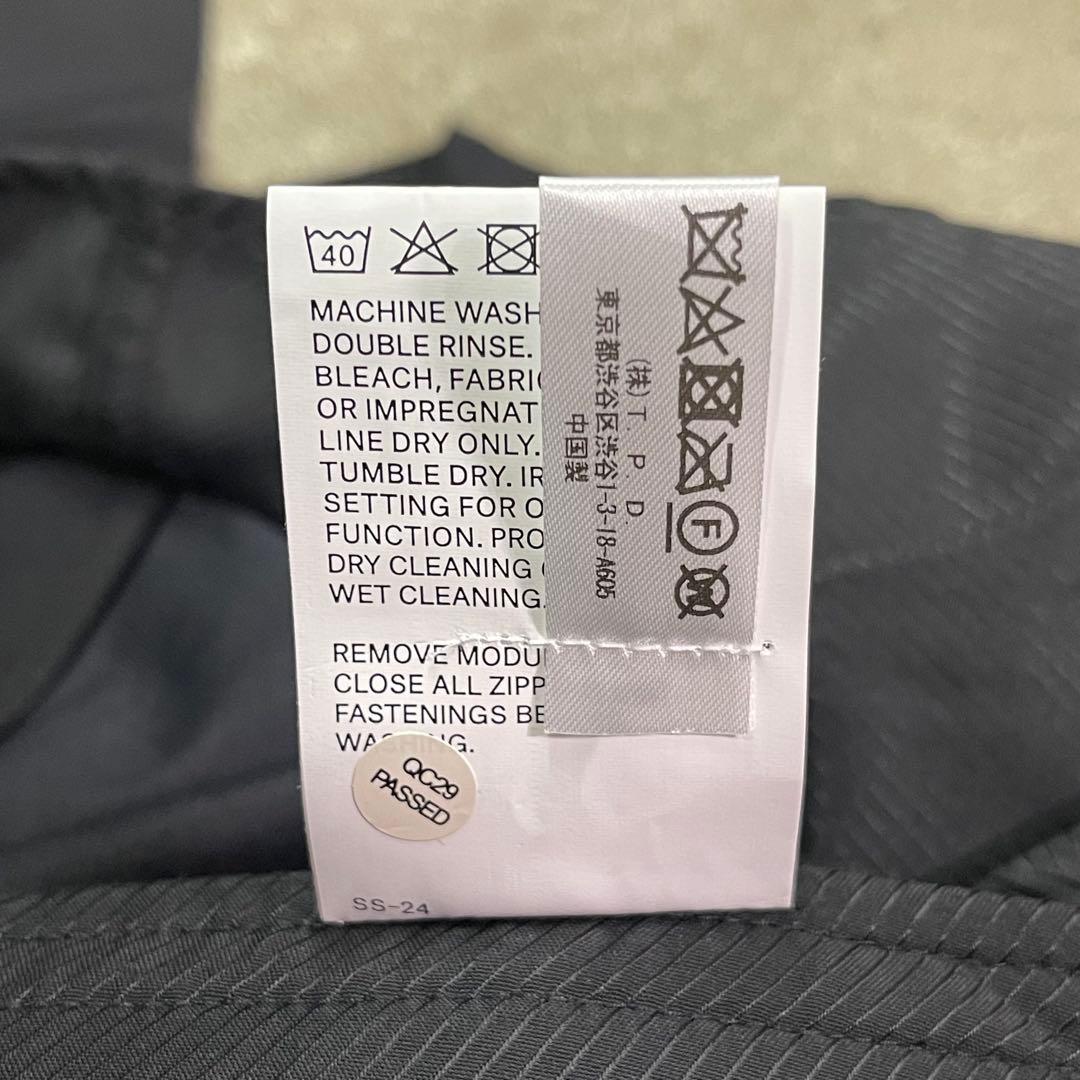 40
MACHINE WASH
DOUBLE RINSE.
BLEACH, FABRI
OR IMPREGNAT
LINE DRY ONLY.
TUMBLE DRY. IR
SETTING FOR O
FUNCTION. PRO
DRY CLEANING
WET CLEANING.
REMOVE MODU
CLOSE ALL ZIPP
FASTENINGS BE
WASHING.
QC29
PASSED
SS-24
F
W
(株)T. P. D.
東京都渋谷区渋谷1-3-18-A605
中国製